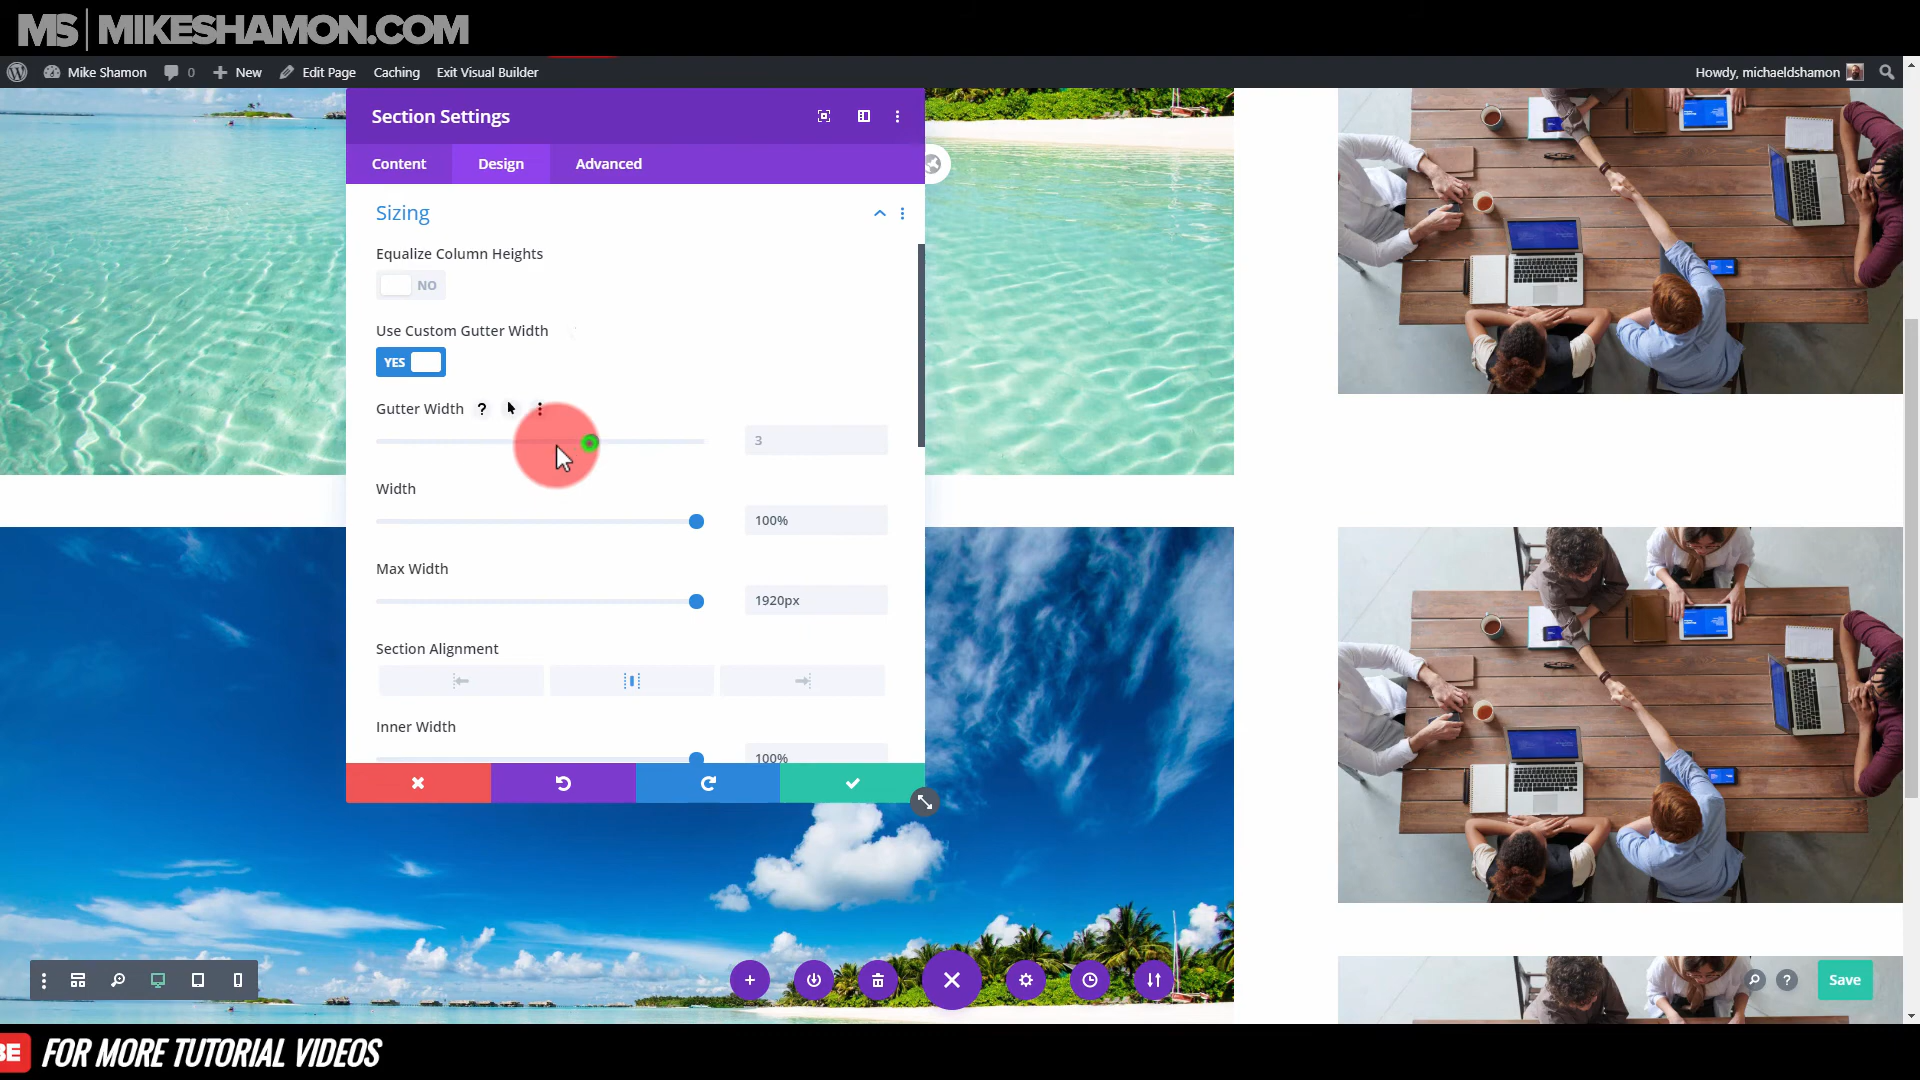 MS | MIKESHAMON.COM
Mike Shamon 0 New Edit Page Caching Exit Visual Builder Howdy, michaeldshamon
Section Settings
Content Design Advanced
Sizing
Equalize Column Heights
NO
Use Custom Gutter Width
YES
Gutter Width ?
3
Width
100%
Max Width
1920px
Section Alignment
Inner Width
100%
? Save
BE FOR MORE TUTORIAL VIDEOS